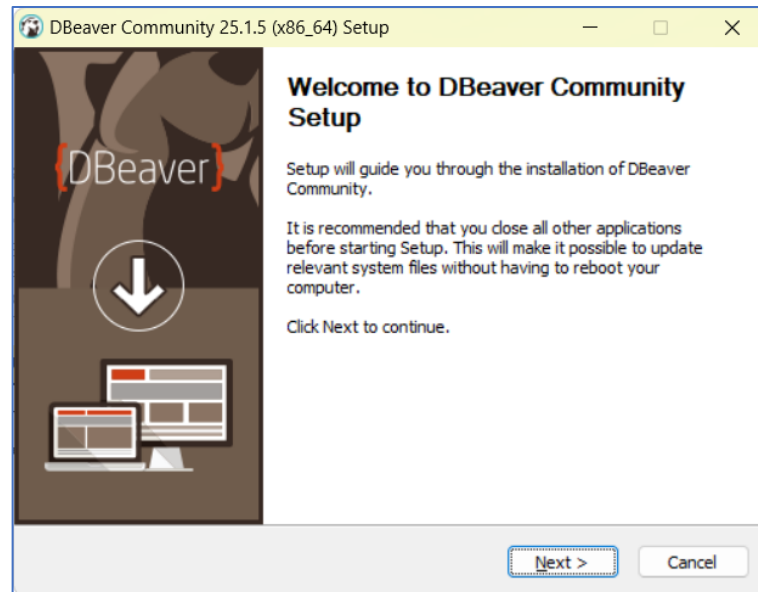 DBeaver Community 25.1.5 (x86_64) Setup
{DBeaver}
Welcome to DBeaver Community
Setup
Setup will guide you through the installation of DBeaver
Community.
It is recommended that you close all other applications
before starting Setup. This will make it possible to update
relevant system files without having to reboot your
computer.
Click Next to continue.
Next >
Cancel